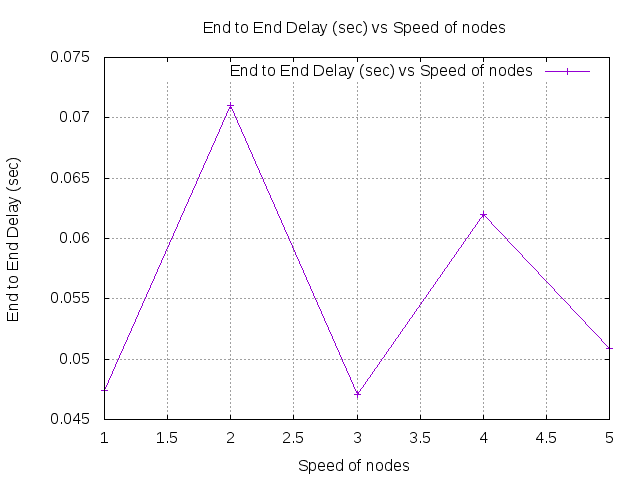 End to End Delay (sec) vs Speed of nodes
0.075
End to End Delay (sec) vs Speed of nodes
0.07
0.065
0.06
0.055
0.05
0.045
End to End Delay (sec)
1 1.5 2 2.5 3 3.5 4 4.5 5
Speed of nodes